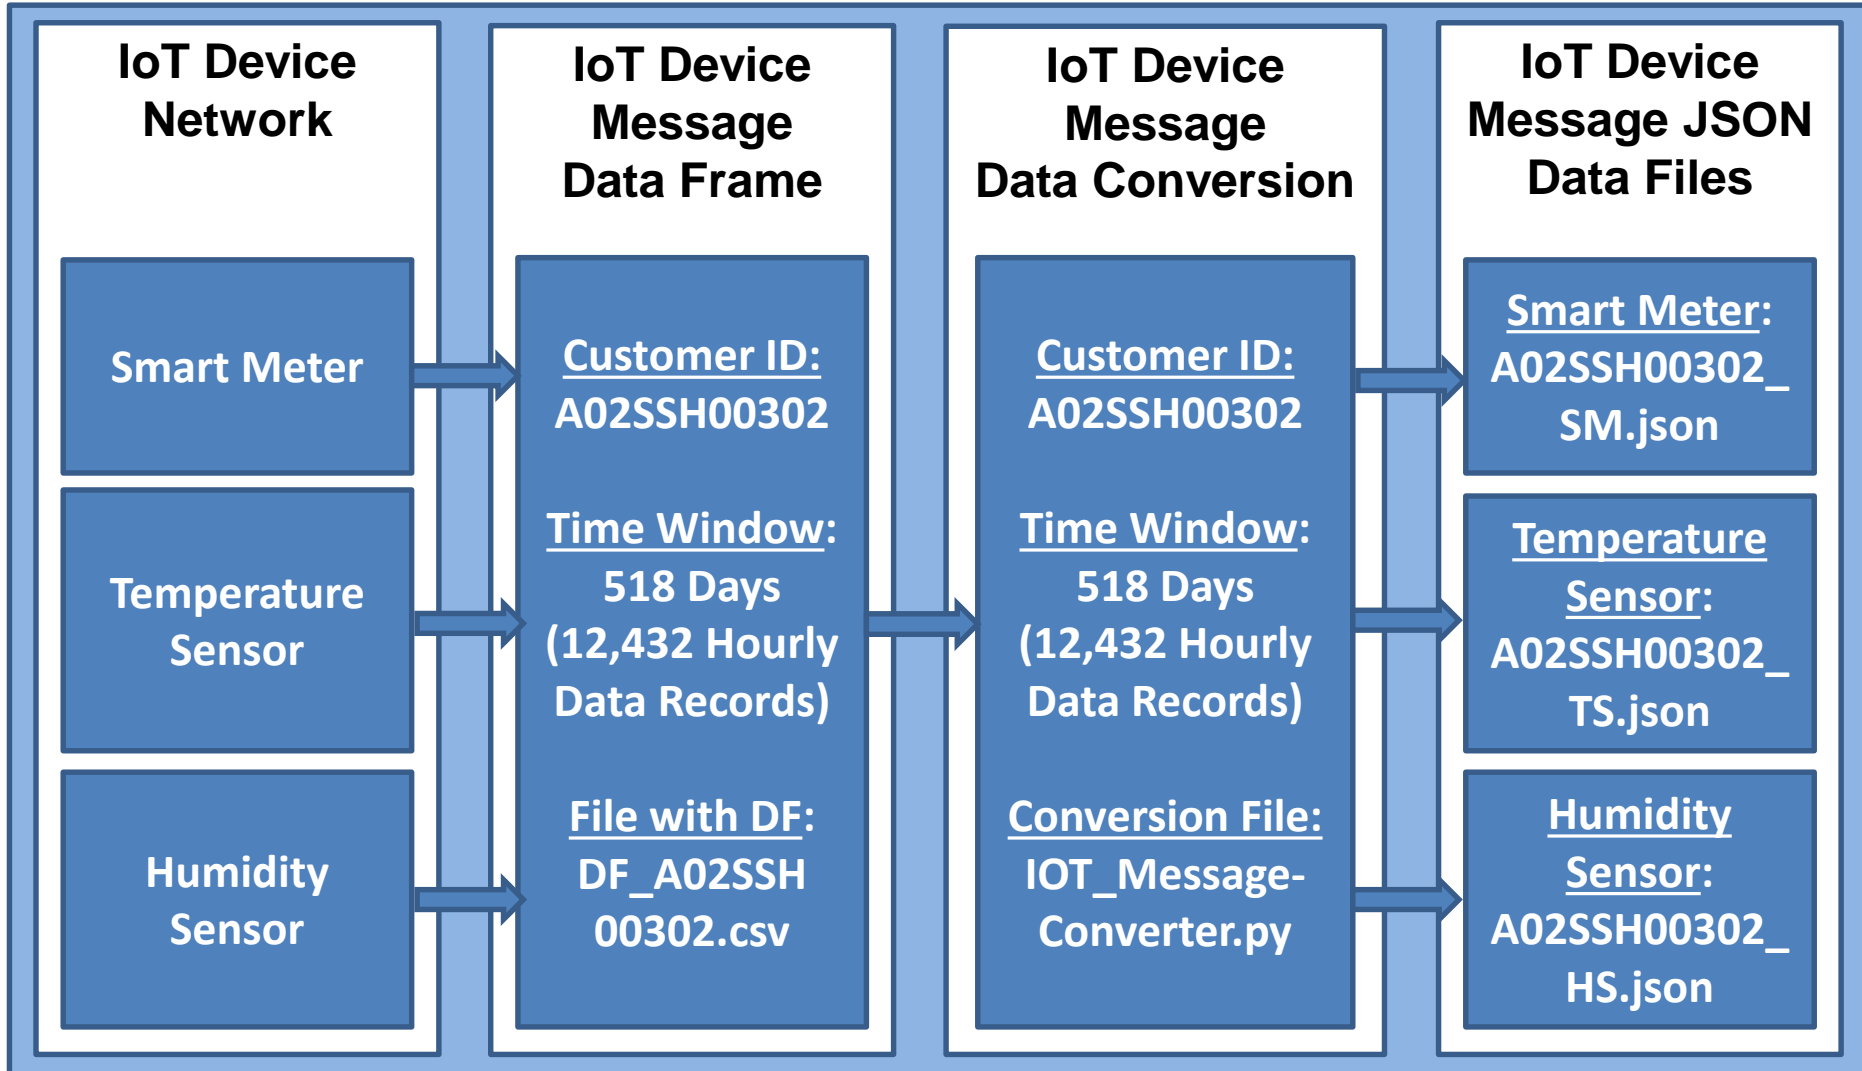 IoT Device
Network
Smart Meter
Temperature
Sensor
Humidity
Sensor
IoT Device
Message
Data Frame
Customer ID:
A02SSH00302
Time Window:
518 Days
(12,432 Hourly
Data Records)
File with DF:
DF_A02SSH
00302.csv
IoT Device
Message
Data Conversion
Customer ID:
A02SSH00302
Time Window:
518 Days
(12,432 Hourly
Data Records)
Conversion File:
IOT_Message-
Converter.py
IoT Device
Message JSON
Data Files
Smart Meter:
A02SSH00302_
SM.json
Temperature
Sensor:
A02SSH00302_
TS.json
Humidity
Sensor:
A02SSH00302_
HS.json